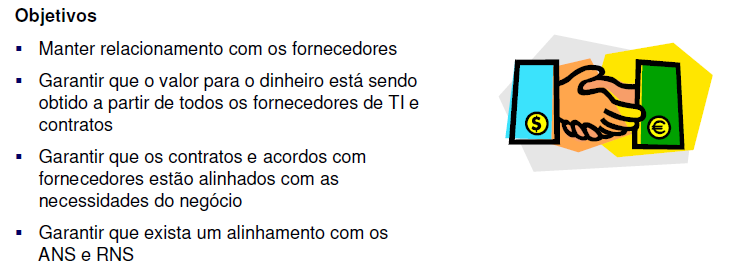 Objetivos
▪ Manter relacionamento com os fornecedores
▪ Garantir que o valor para o dinheiro está sendo
obtido a partir de todos os fornecedores de TI e
contratos
▪ Garantir que os contratos e acordos com
fornecedores estão alinhados com as
necessidades do negócio
▪ Garantir que exista um alinhamento com os
ANS e RNS
$ €